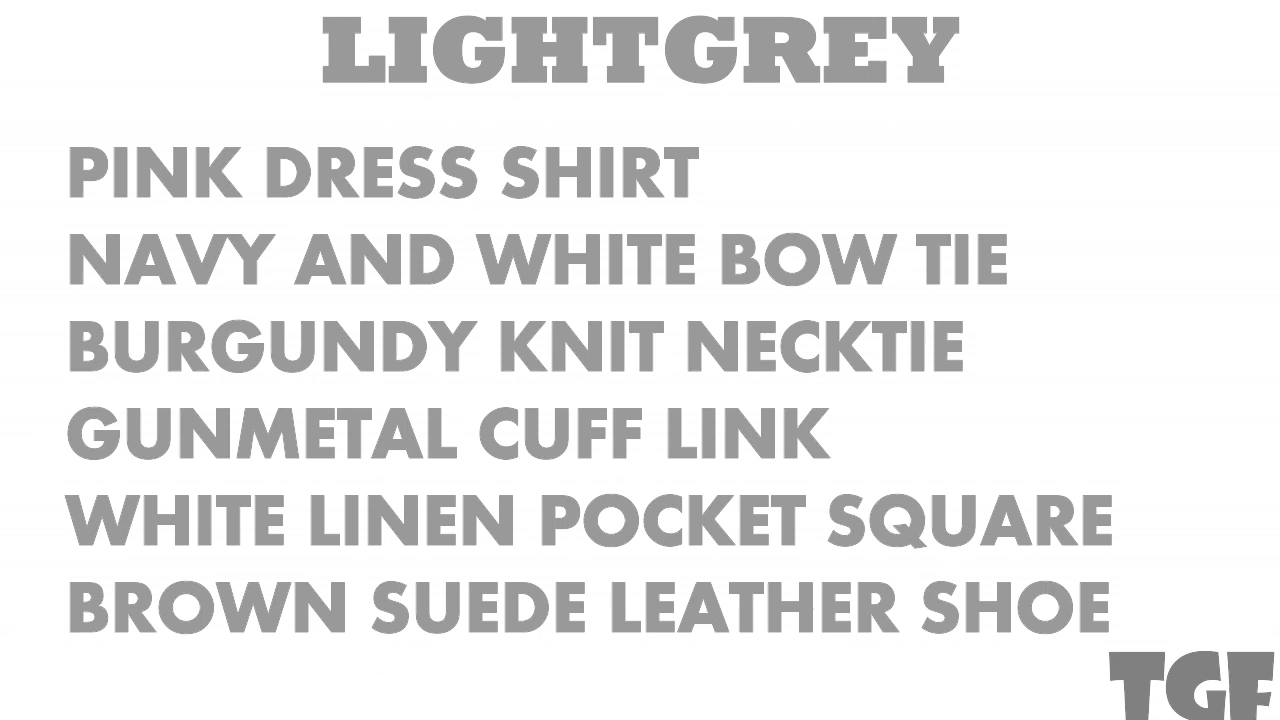 LIGHTGREY
PINK DRESS SHIRT
NAVY AND WHITE BOW TIE
BURGUNDY KNIT NECKTIE
GUNMETAL CUFF LINK
WHITE LINEN POCKET SQUARE
BROWN SUEDE LEATHER SHOE
TGF